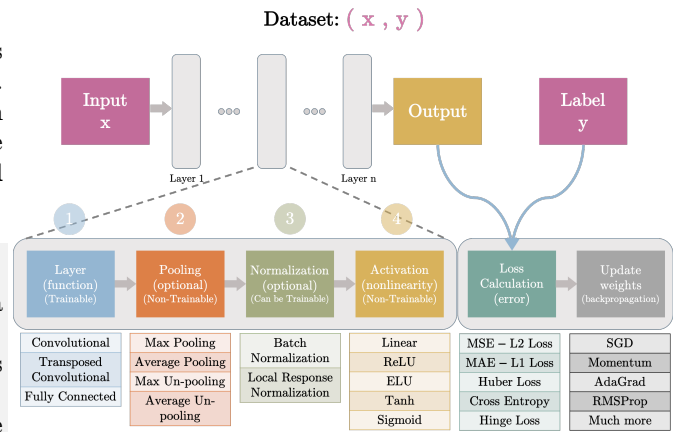 Dataset: ( x , y )
Input
x
Output
Label
y
Layer 1
Layer n
1
2
3
4
Layer
(function)
(Trainable)
Pooling
(optional)
(Non-Trainable)
Normalization
(optional)
(Can be Trainable)
Activation
(nonlinearity)
(Non-Trainable)
Loss
Calculation
(error)
Update
weights
(backpropagation)
Convolutional
Transposed
Convolutional
Fully Connected
Max Pooling
Average Pooling
Max Un-pooling
Average Un-
pooling
Batch
Normalization
Local Response
Normalization
Linear
ReLU
ELU
Tanh
Sigmoid
MSE – L2 Loss
MAE – L1 Loss
Huber Loss
Cross Entropy
Hinge Loss
SGD
Momentum
AdaGrad
RMSProp
Much more